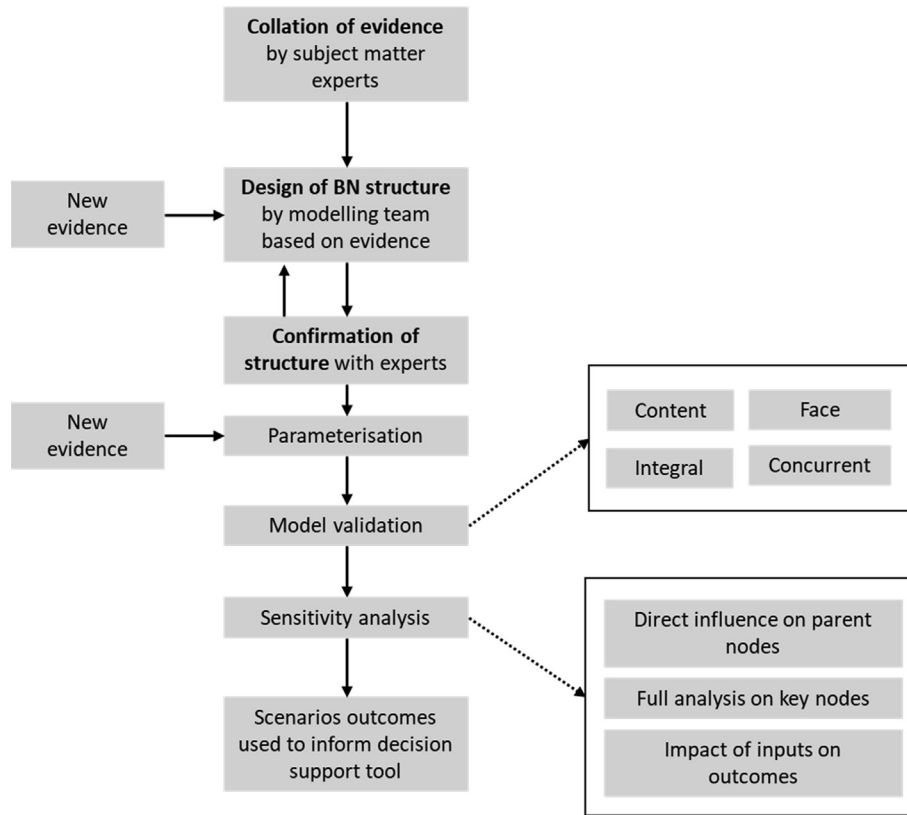 Collation of evidence
by subject matter
experts
New
evidence
Design of BN structure
by modelling team
based on evidence
Confirmation of
structure with experts
New
evidence
Parameterisation
Model validation
Content
Face
Integral
Concurrent
Sensitivity analysis
Direct influence on parent
nodes
Full analysis on key nodes
Impact of inputs on
outcomes
Scenarios outcomes
used to inform decision
support tool